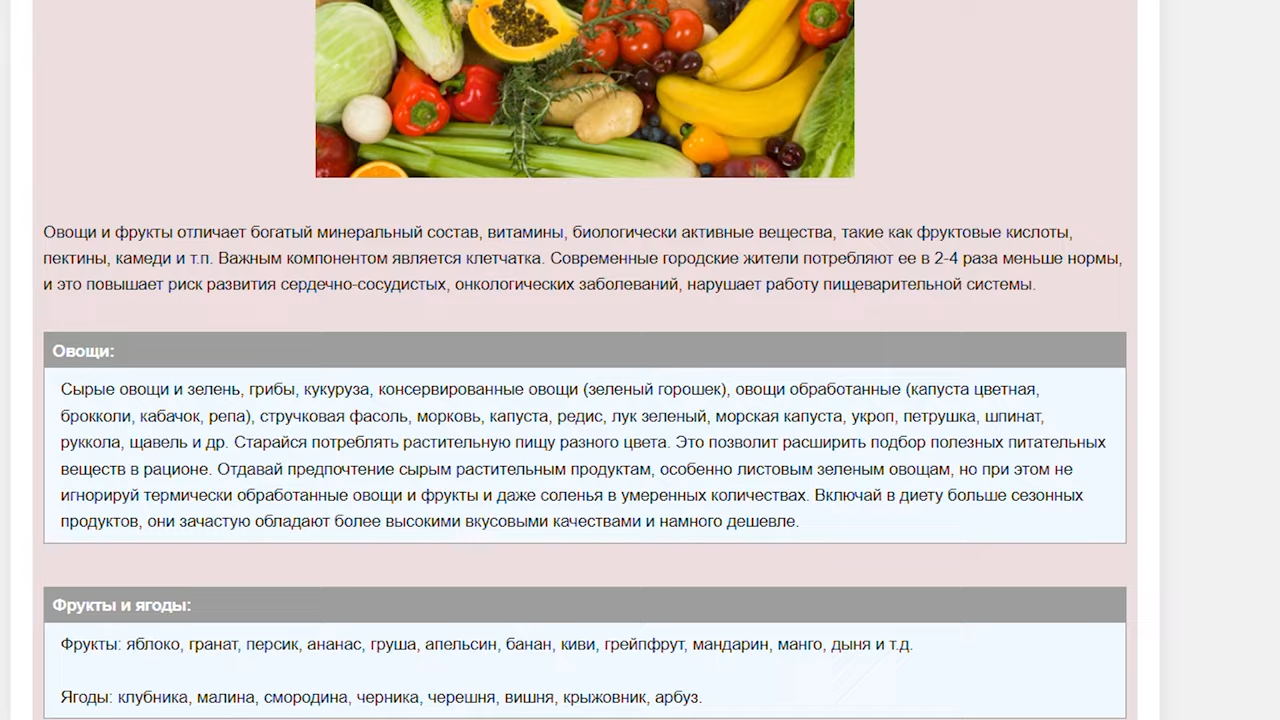 Овощи и фрукты отличает богатый минеральный состав, витамины, биологически активные вещества, такие как фруктовые кислоты,
пектины, камеди и т.п. Важным компонентом является клетчатка. Современные городские жители потребляют ее в 2-4 раза меньше нормы,
и это повышает риск развития сердечно-сосудистых, онкологических заболеваний, нарушает работу пищеварительной системы.
Овощи:
Сырые овощи и зелень, грибы, кукуруза, консервированные овощи (зеленый горошек), овощи обработанные (капуста цветная,
брокколи, кабачок, репа), стручковая фасоль, морковь, капуста, редис, лук зеленый, морская капуста, укроп, петрушка, шпинат,
руккола, щавель и др. Старайся потреблять растительную пищу разного цвета. Это позволит расширить подбор полезных питательных
веществ в рационе. Отдавай предпочтение сырым растительным продуктам, особенно листовым зеленым овощам, но при этом не
игнорируй термически обработанные овощи и фрукты и даже соленья в умеренных количествах. Включай в диету больше сезонных
продуктов, они зачастую обладают более высокими вкусовыми качествами и намного дешевле.
Фрукты и ягоды:
Фрукты: яблоко, гранат, персик, ананас, груша, апельсин, банан, киви, грейпфрут, мандарин, манго, дыня и т.д.
Ягоды: клубника, малина, смородина, черника, черешня, вишня, крыжовник, арбуз.